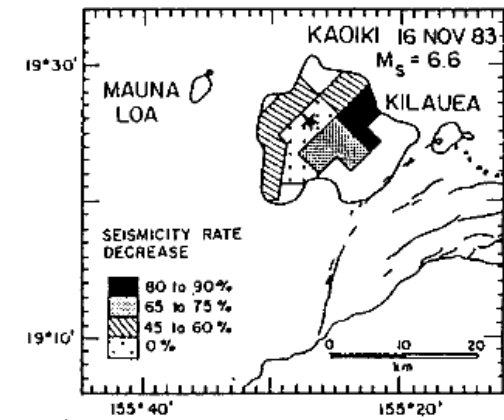 KAOIKI 16 NOV 83
Ms = 6.6
19°30'
MAUNA
LOA
KILAUEA
SEISMICITY RATE
DECREASE
80 to 90%
65 to 75%
45 to 60%
0%
19°10'
0 10 20
km
155°40' 155°20'